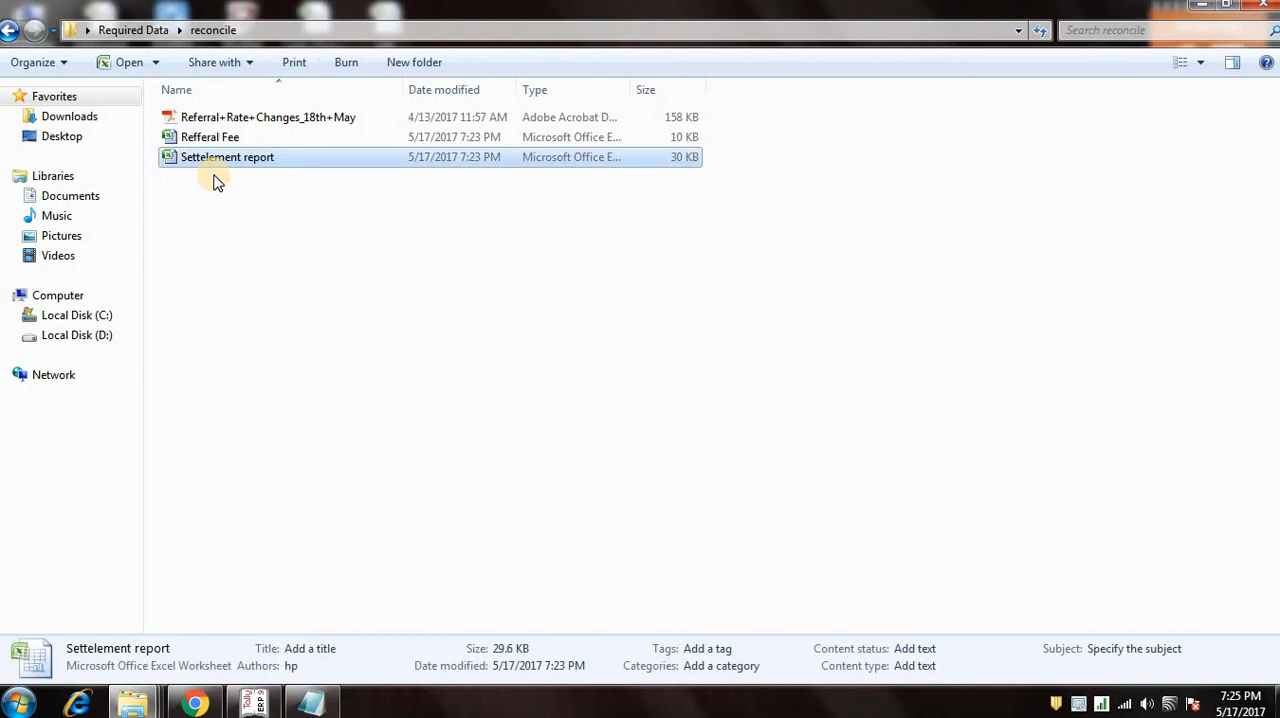 Required Data reconcile
Search reconcile
Organize Open Share with Print Burn New folder
Name Date modified Type Size
Favorites
Downloads
Desktop
Libraries
Documents
Music
Pictures
Videos
Computer
Local Disk (C:)
Local Disk (D:)
Network
Referral+Rate+Changes_18th+May 4/13/2017 11:57 AM Adobe Acrobat D... 158 KB
Refferal Fee 5/17/2017 7:23 PM Microsoft Office E... 10 KB
Settelement report 5/17/2017 7:23 PM Microsoft Office E... 30 KB
Settelement report Title: Add a title Size: 29.6 KB Tags: Add a tag Content status: Add text Subject: Specify the subject
Microsoft Office Excel Worksheet Authors: hp Date modified: 5/17/2017 7:23 PM Categories: Add a category Content type: Add text
Tally
ERP 9
7:25 PM
5/17/2017